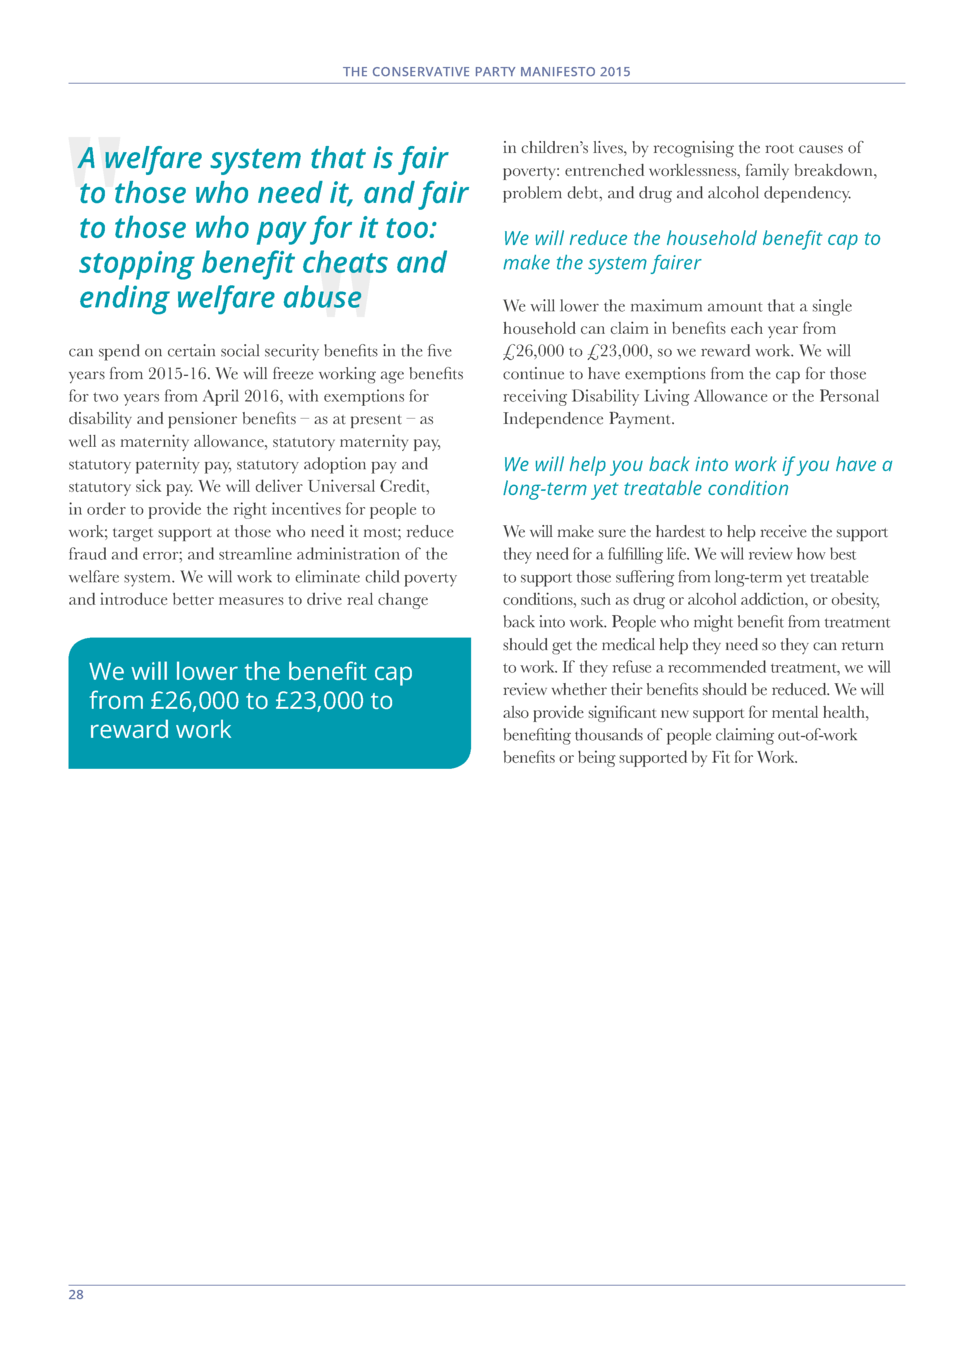 THE CONSERVATIVE PARTY MANIFESTO 2015
"
A welfare system that is fair
to those who need it, and fair
to those who pay for it too:
stopping benefit cheats and
ending welfare abuse
"
can spend on certain social security benefits in the five
years from 2015-16. We will freeze working age benefits
for two years from April 2016, with exemptions for
disability and pensioner benefits – as at present – as
well as maternity allowance, statutory maternity pay,
statutory paternity pay, statutory adoption pay and
statutory sick pay. We will deliver Universal Credit,
in order to provide the right incentives for people to
work; target support at those who need it most; reduce
fraud and error; and streamline administration of the
welfare system. We will work to eliminate child poverty
and introduce better measures to drive real change
We will lower the benefit cap
from £26,000 to £23,000 to
reward work
in children's lives, by recognising the root causes of
poverty: entrenched worklessness, family breakdown,
problem debt, and drug and alcohol dependency.
We will reduce the household benefit cap to
make the system fairer
We will lower the maximum amount that a single
household can claim in benefits each year from
£26,000 to £23,000, so we reward work. We will
continue to have exemptions from the cap for those
receiving Disability Living Allowance or the Personal
Independence Payment.
We will help you back into work if you have a
long-term yet treatable condition
We will make sure the hardest to help receive the support
they need for a fulfilling life. We will review how best
to support those suffering from long-term yet treatable
conditions, such as drug or alcohol addiction, or obesity,
back into work. People who might benefit from treatment
should get the medical help they need so they can return
to work. If they refuse a recommended treatment, we will
review whether their benefits should be reduced. We will
also provide significant new support for mental health,
benefiting thousands of people claiming out-of-work
benefits or being supported by Fit for Work.
28